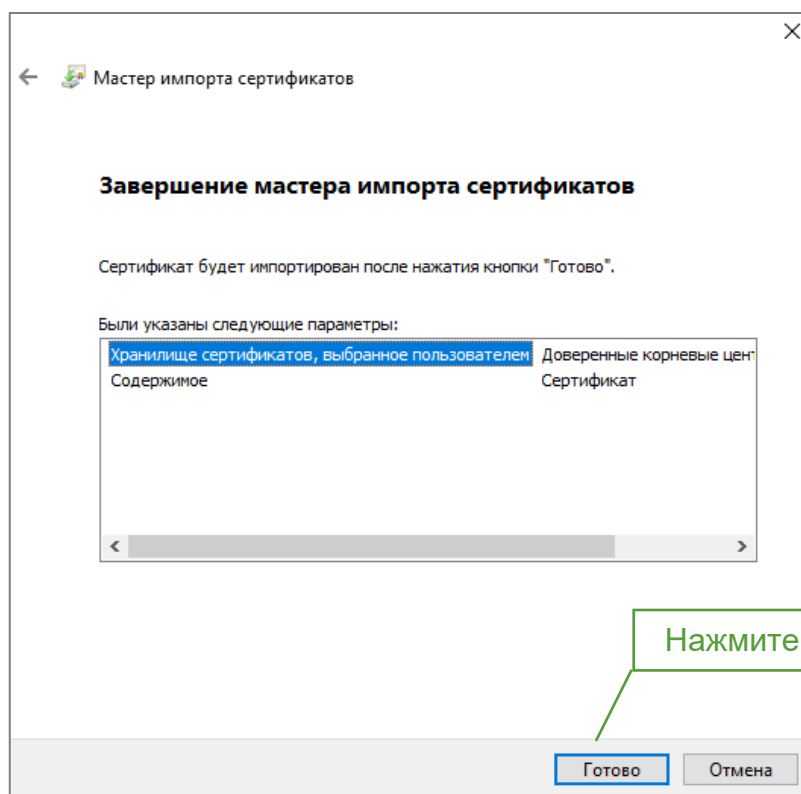 Мастер импорта сертификатов
Завершение мастера импорта сертификатов
Сертификат будет импортирован после нажатия кнопки "Готово".
Были указаны следующие параметры:
Хранилище сертификатов, выбранное пользователем Доверенные корневые цент
Содержимое Сертификат
Нажмите
Готово Отмена